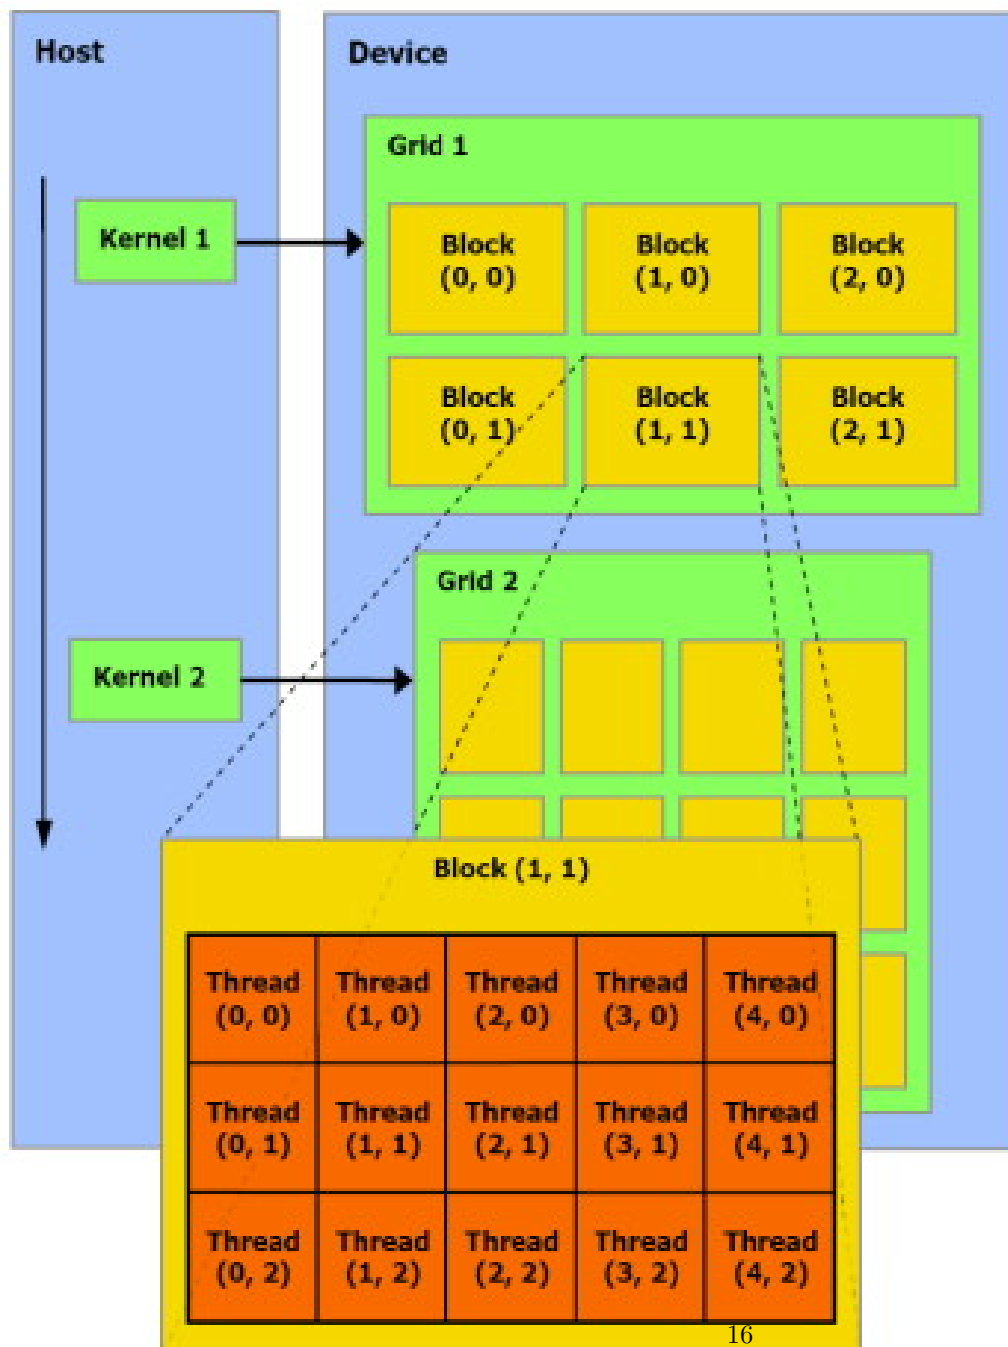 Host
Device
Grid 1
Kernel 1
Block
(0, 0)
Block
(1, 0)
Block
(2, 0)
Block
(0, 1)
Block
(1, 1)
Block
(2, 1)
Grid 2
Kernel 2
Block (1, 1)
Thread
(0, 0)
Thread
(1, 0)
Thread
(2, 0)
Thread
(3, 0)
Thread
(4, 0)
Thread
(0, 1)
Thread
(1, 1)
Thread
(2, 1)
Thread
(3, 1)
Thread
(4, 1)
Thread
(0, 2)
Thread
(1, 2)
Thread
(2, 2)
Thread
(3, 2)
Thread
(4, 2)
16